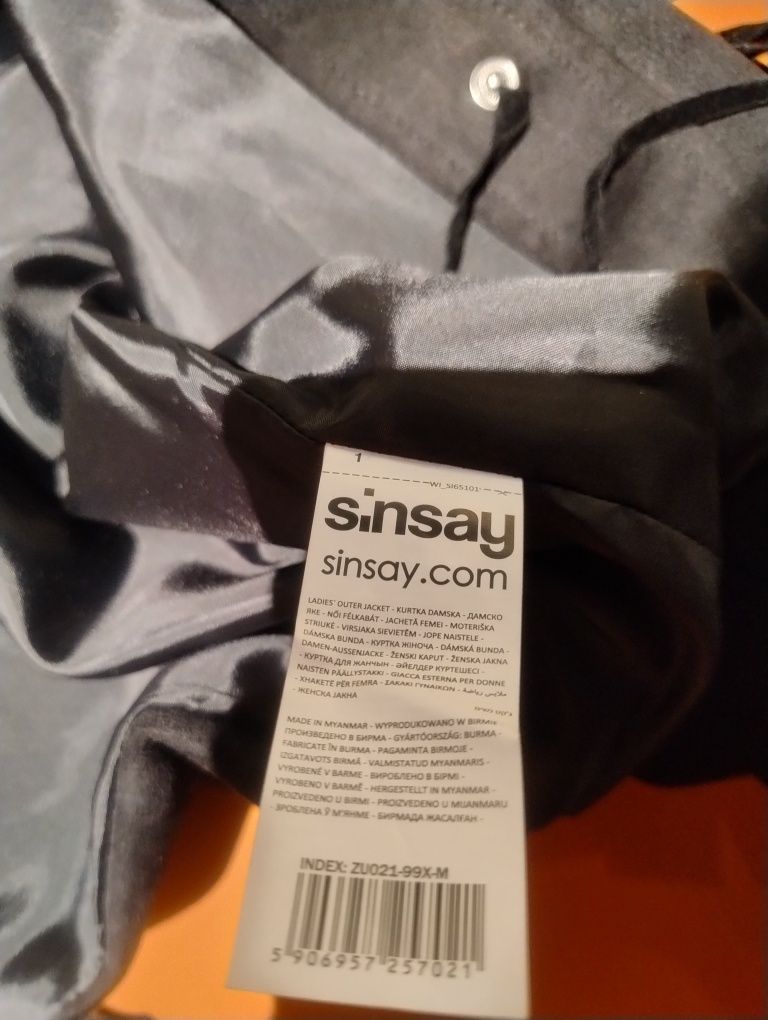 1
WI_SI65101
sinsay
sinsay.com
LADIES' OUTER JACKET - KURTKA DAMSKA - ДАМСКО
ЯКЕ - NŐI FÉLKABÁT - JACHETĂ FEMEI - MOTERIŠKA
STRIUKĖ - VIRSJAKA SIEVIETĒM - JOPE NAISTELE -
DÁMSKA BUNDA - КУРТКА ЖІНОЧА - DÁMSKÁ BUNDA -
DAMEN-AUSSENJACKE - ŽENSKI KAPUT - ŽENSKA JAKNA
- КУРТКА ДЛЯ ЖАНЧЫН - ӘЙЕЛДЕР КҮРТЕШЕСІ -
GIACCA ESTERNA PER DONNE
NAISTEN PÄÄLLYSTAKKI - ΣΑΚΑΚΙ ΓΥΝΑΙΚΩΝ - ملابس رياضة -
- XHAKETË PËR FEMRA -
- ЖЕНСКА ЈАКНА
MADE IN MYANMAR - WYPRODUKOWANO W BIRMIE
ПРОИЗВЕДЕНО В БИРМА - GYÁRTÓORSZÁG: BURMA -
FABRICATE ÎN BURMA - PAGAMINTA BIRMOJE -
IZGATAVOTS BIRMĀ - VALMISTATUD MYANMARIS -
VYROBENÉ V BARME - ВИРОБЛЕНО В БІРМІ -
VYROBENO V BARMĚ - HERGESTELLT IN MYANMAR -
PROIZVEDENO U BIRMI - PROIZVEDENO U MIJANMARU
- ЗРОБЛЕНА Ў М'ЯНМЕ - БИРМАДА ЖАСАЛҒАН -
INDEX: ZU021-99X-M
5 906957 257021